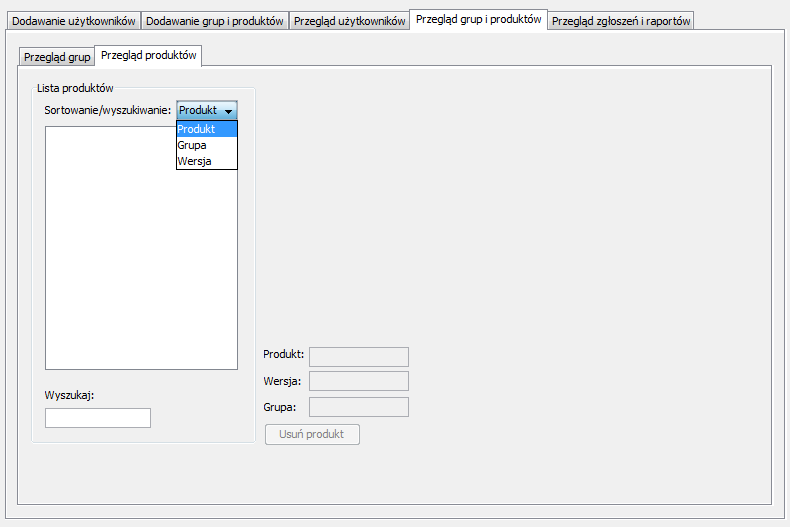 Dodawanie użytkowników Dodawanie grup i produktów Przegląd użytkowników Przegląd grup i produktów Przegląd zgłoszeń i raportów
Przegląd grup Przegląd produktów
Lista produktów
Sortowanie/wyszukiwanie: Produkt
Produkt
Grupa
Wersja
Produkt:
Wersja:
Wyszukaj:
Grupa:
Usuń produkt